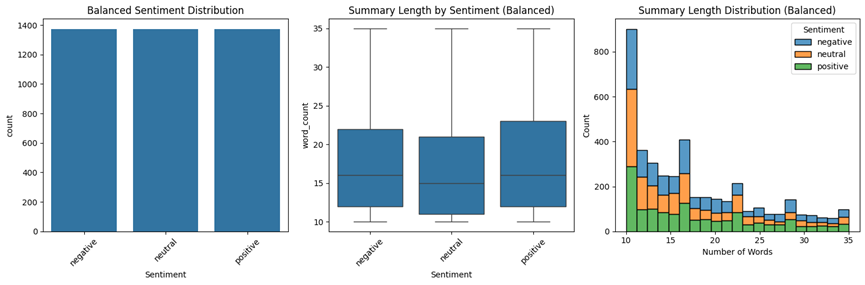 Balanced Sentiment Distribution
1400
1200
1000
800
600
400
200
0
count
negative
neutral
positive
Sentiment
Summary Length by Sentiment (Balanced)
35
30
25
20
15
10
word_count
negative
neutral
positive
Sentiment
Summary Length Distribution (Balanced)
Sentiment
negative
neutral
positive
800
600
400
200
0
Count
10 15 20 25 30 35
Number of Words